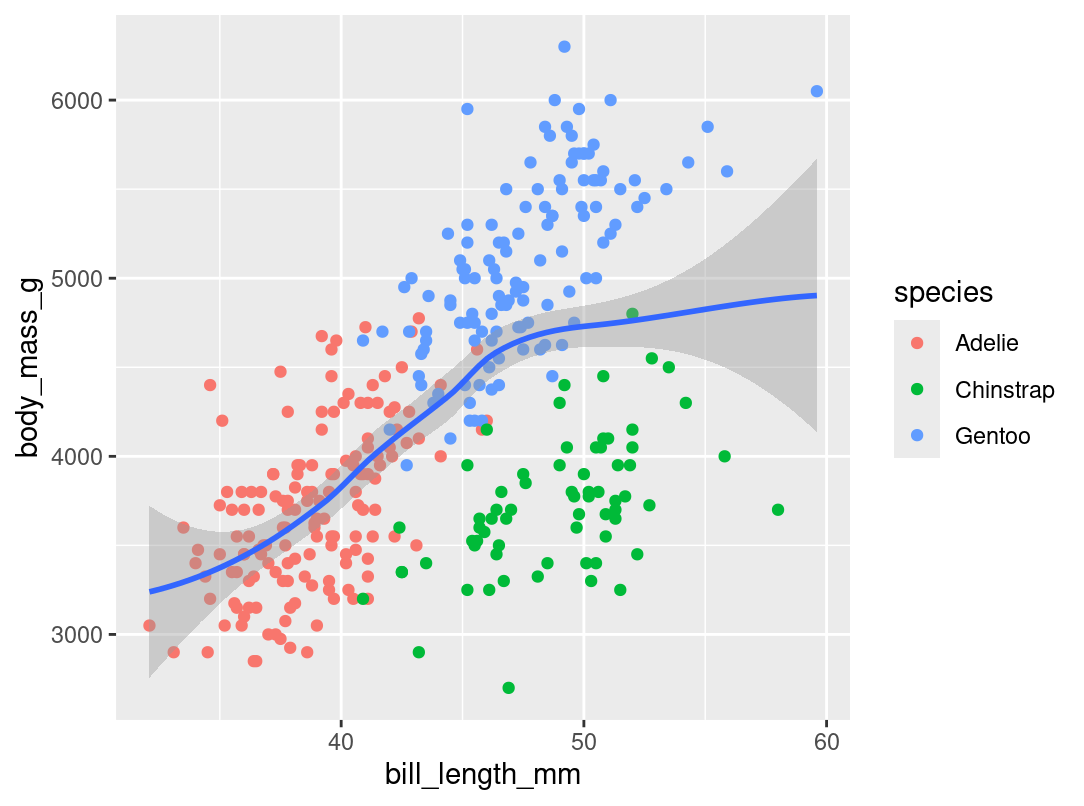 6000
5000
4000
3000
body_mass_g
40
50
60
bill_length_mm
species
Adelie
Chinstrap
Gentoo